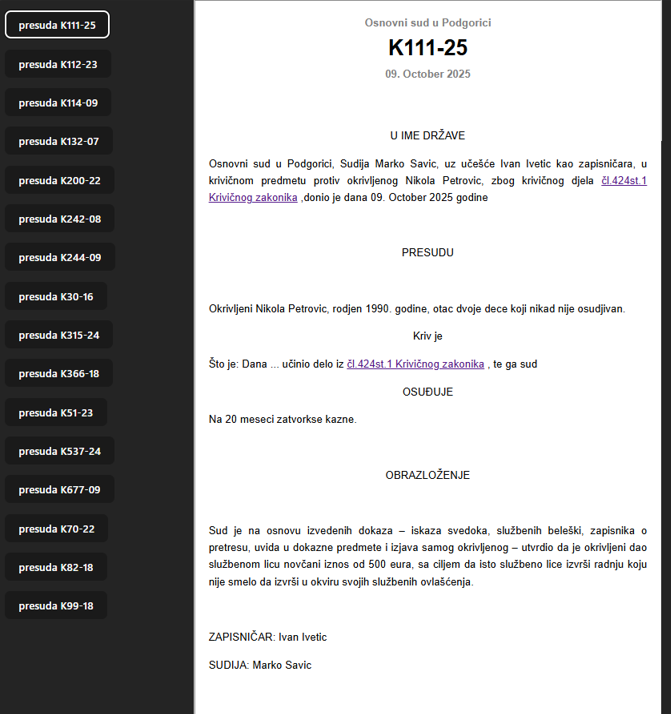 presuda K111-25
presuda K112-23
presuda K114-09
presuda K132-07
presuda K200-22
presuda K242-08
presuda K244-09
presuda K30-16
presuda K315-24
presuda K366-18
presuda K51-23
presuda K537-24
presuda K677-09
presuda K70-22
presuda K82-18
presuda K99-18
Osnovni sud u Podgorici
K111-25
09. October 2025
U IME DRŽAVE
Osnovni sud u Podgorici, Sudija Marko Savic, uz učešće Ivan Ivetic kao zapisničara, u
krivičnom predmetu protiv okrivljenog Nikola Petrovic, zbog krivičnog djela čl.424st.1
Krivičnog zakonika ,donio je dana 09. October 2025 godine
PRESUDU
Okrivljeni Nikola Petrovic, rodjen 1990. godine, otac dvoje dece koji nikad nije osudjivan.
Kriv je
Što je: Dana ... učinio delo iz čl.424st.1 Krivičnog zakonika , te ga sud
OSUĐUJE
Na 20 meseci zatvorkse kazne.
OBRAZLOŽENJE
Sud je na osnovu izvedenih dokaza – iskaza svedoka, službenih beleški, zapisnika o
pretresu, uvida u dokazne predmete i izjava samog okrivljenog – utvrdio da je okrivljeni dao
službenom licu novčani iznos od 500 eura, sa ciljem da isto službeno lice izvrši radnju koju
nije smelo da izvrši u okviru svojih službenih ovlašćenja.
ZAPISNIČAR: Ivan Ivetic
SUDIJA: Marko Savic